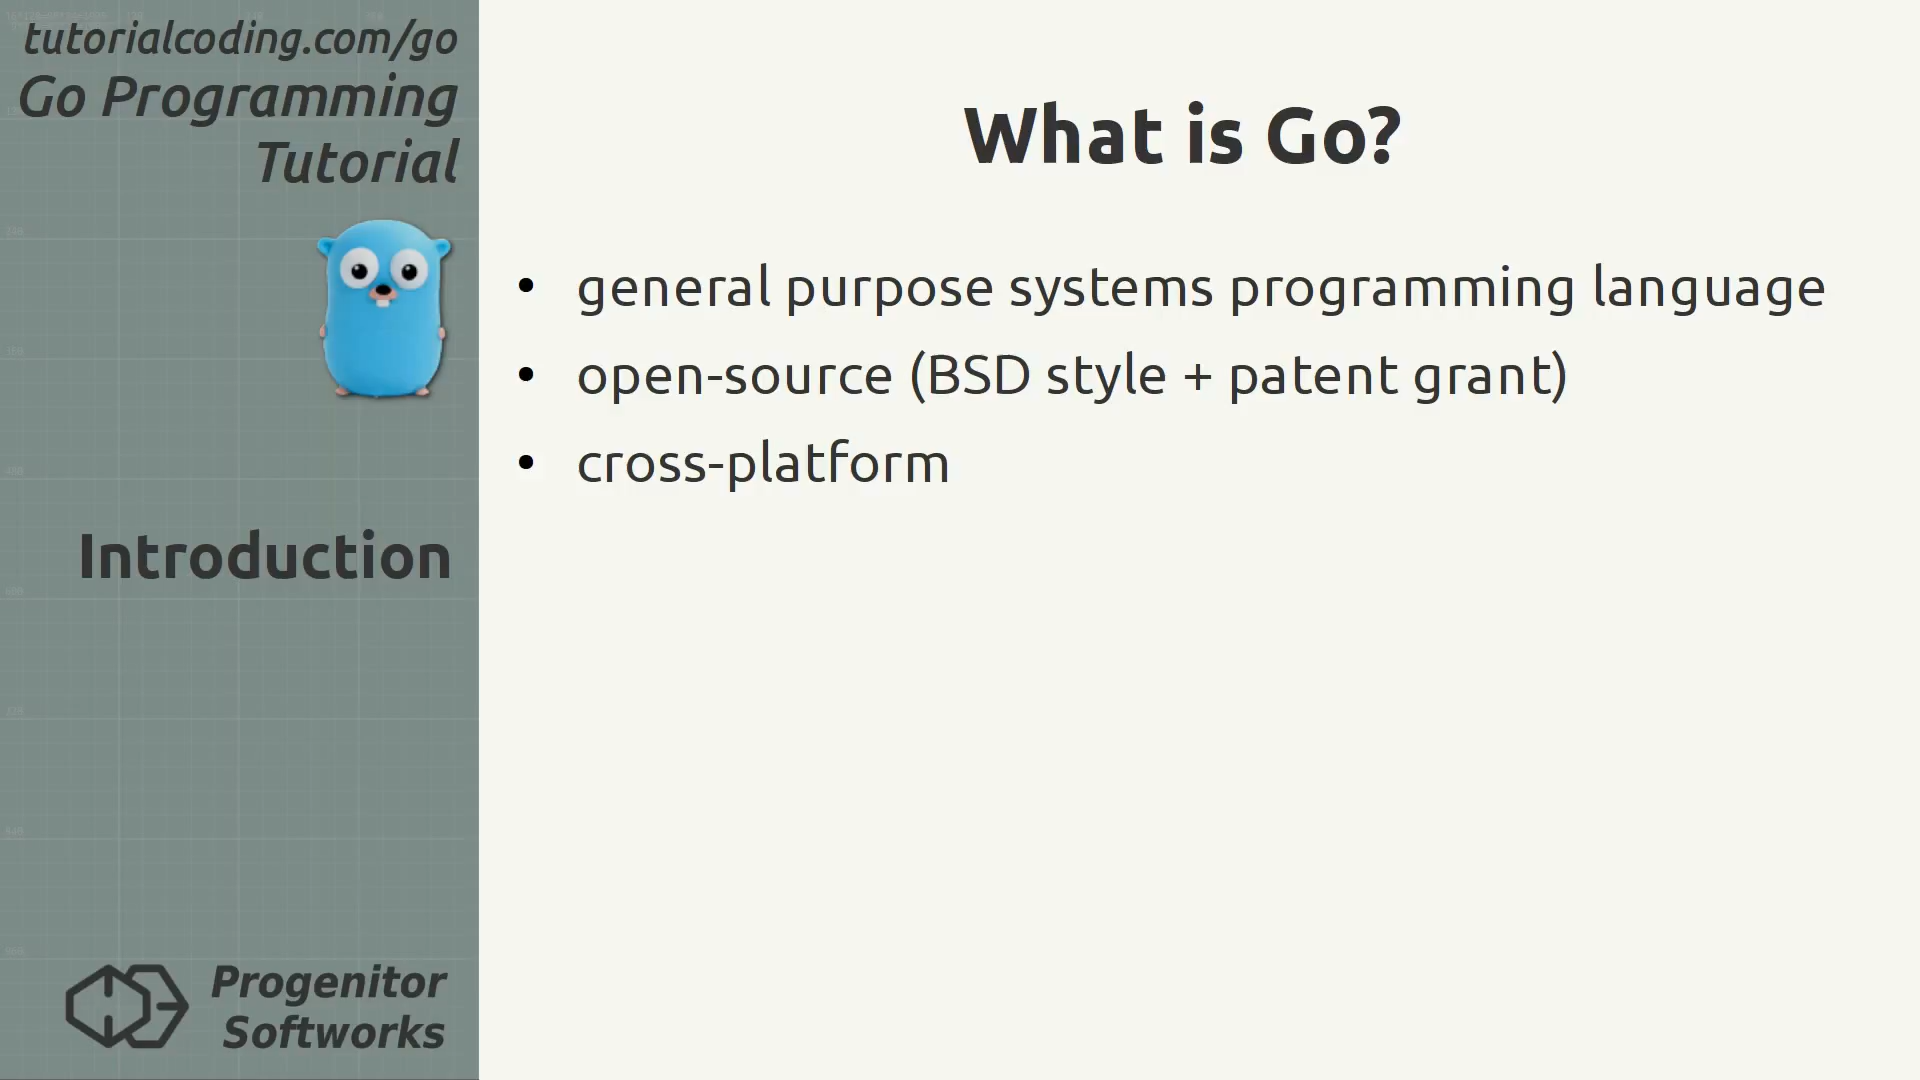 tutorialcoding.com/go
Go Programming
Tutorial
Introduction
Progenitor
Softworks
What is Go?
• general purpose systems programming language
• open-source (BSD style + patent grant)
• cross-platform